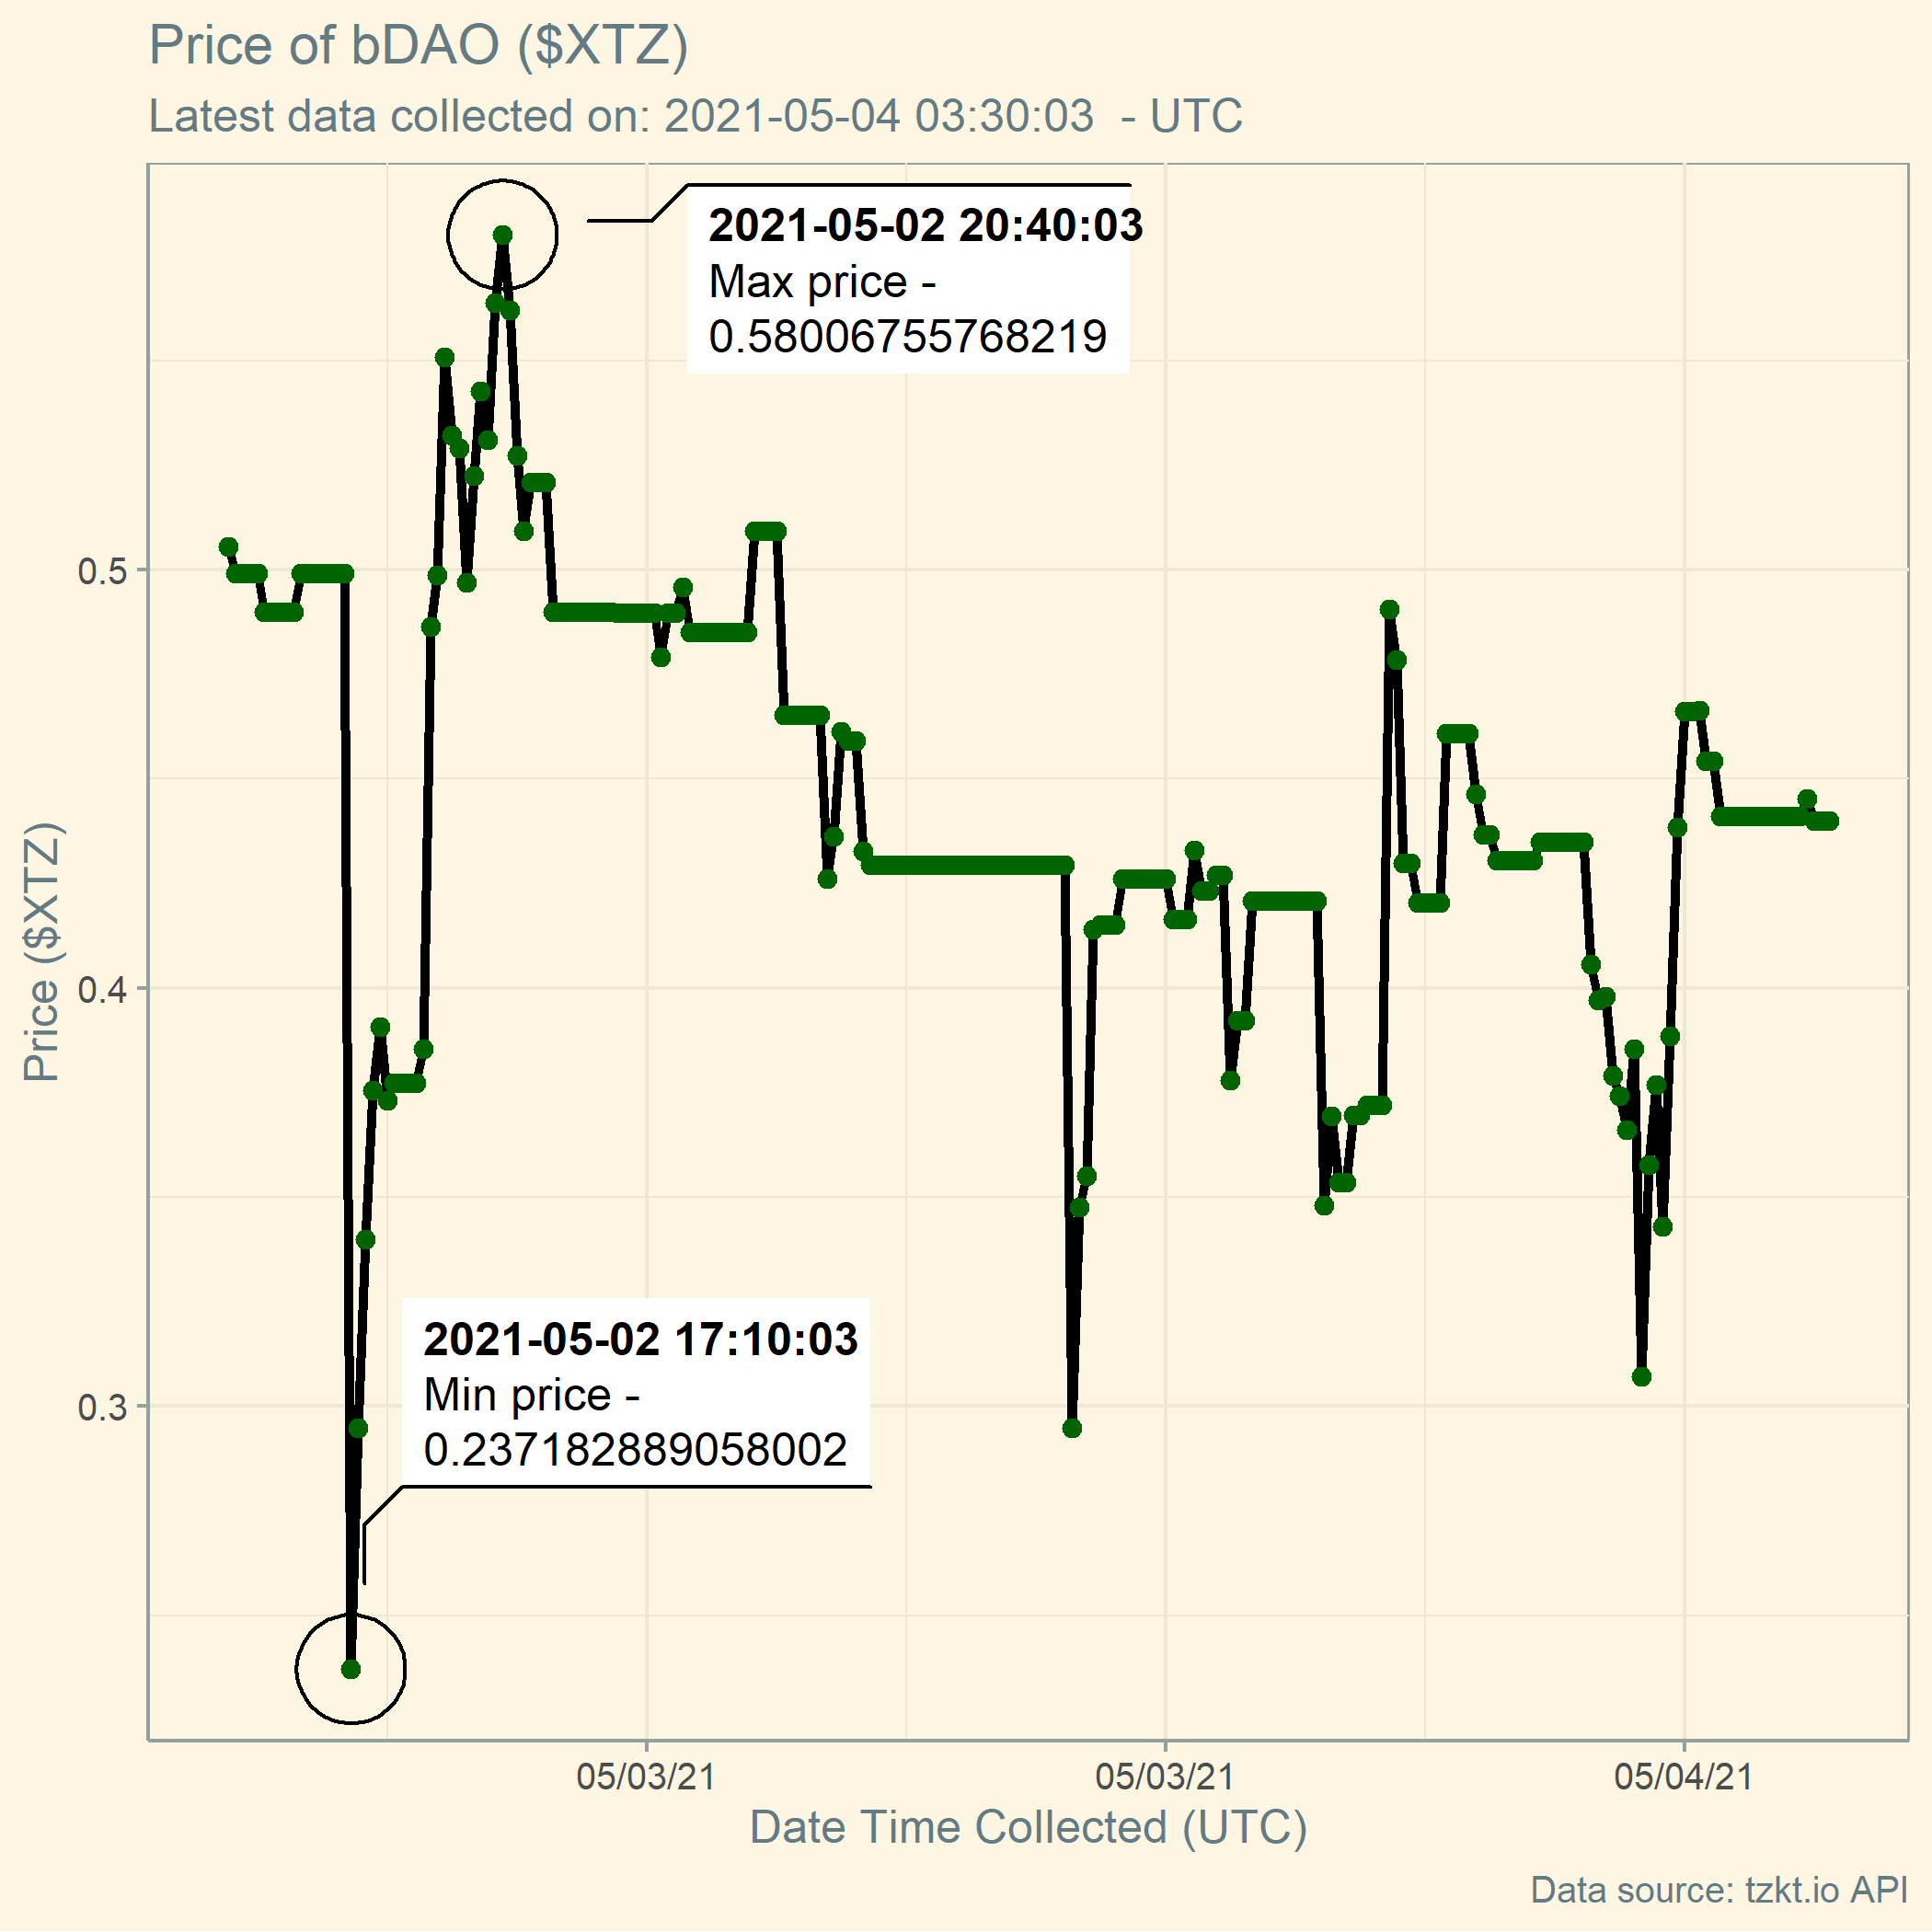 Price of bDAO ($XTZ)
Latest data collected on: 2021-05-04 03:30:03  - UTC
2021-05-02 20:40:03
Max price -
0.58006755768219
0.5
0.4
0.3
Price ($XTZ)
2021-05-02 17:10:03
Min price -
0.237182889058002
05/03/21
05/03/21
05/04/21
Date Time Collected (UTC)
Data source: tzkt.io API